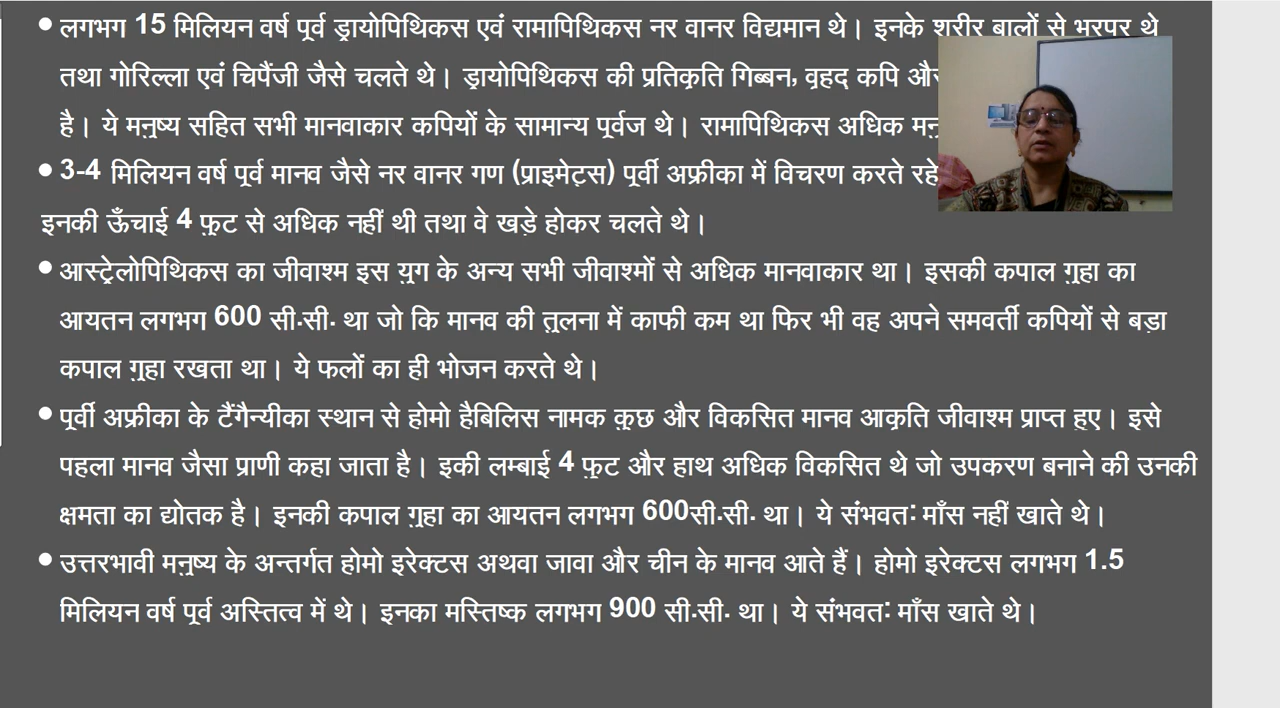 • लगभग 15 मिलियन वर्ष पूर्व ड्रायोपिथिकस एवं रामापिथिकस नर वानर विद्यमान थे। इनके शरीर बालों से भरपूर थे
तथा गोरिल्ला एवं चिपैंजी जैसे चलते थे। ड्रायोपिथिकस की प्रतिकृति गिब्बन, वृहद कपि और
है। ये मनुष्य सहित सभी मानवाकार कपियों के सामान्य पूर्वज थे। रामापिथिकस अधिक
• 3-4 मिलियन वर्ष पूर्व मानव जैसे नर वानर गण (प्राइमेट्स) पूर्वी अफ्रीका में विचरण करते रहे
इनकी ऊँचाई 4 फुट से अधिक नहीं थी तथा वे खड़े होकर चलते थे।
• आस्ट्रेलोपिथिकस का जीवाश्म इस युग के अन्य सभी जीवाश्मों से अधिक मानवाकार था। इसकी कपाल गुहा का
आयतन लगभग 600 सी.सी. था जो कि मानव की तुलना में काफी कम था फिर भी वह अपने समवर्ती कपियों से बड़ा
कपाल गुहा रखता था। ये फलों का ही भोजन करते थे।
• पूर्वी अफ्रीका के टैंगैन्यीका स्थान से होमो हैबिलिस नामक कुछ और विकसित मानव आकृति जीवाश्म प्राप्त हुए। इसे
पहला मानव जैसा प्राणी कहा जाता है। इकी लम्बाई 4 फुट और हाथ अधिक विकसित थे जो उपकरण बनाने की उनकी
क्षमता का द्योतक है। इनकी कपाल गुहा का आयतन लगभग 600सी.सी. था। ये संभवत: माँस नहीं खाते थे।
• उत्तरभावी मनुष्य के अन्तर्गत होमो इरेक्टस अथवा जावा और चीन के मानव आते हैं। होमो इरेक्टस लगभग 1.5
मिलियन वर्ष पूर्व अस्तित्व में थे। इनका मस्तिष्क लगभग 900 सी.सी. था। ये संभवत: माँस खाते थे।